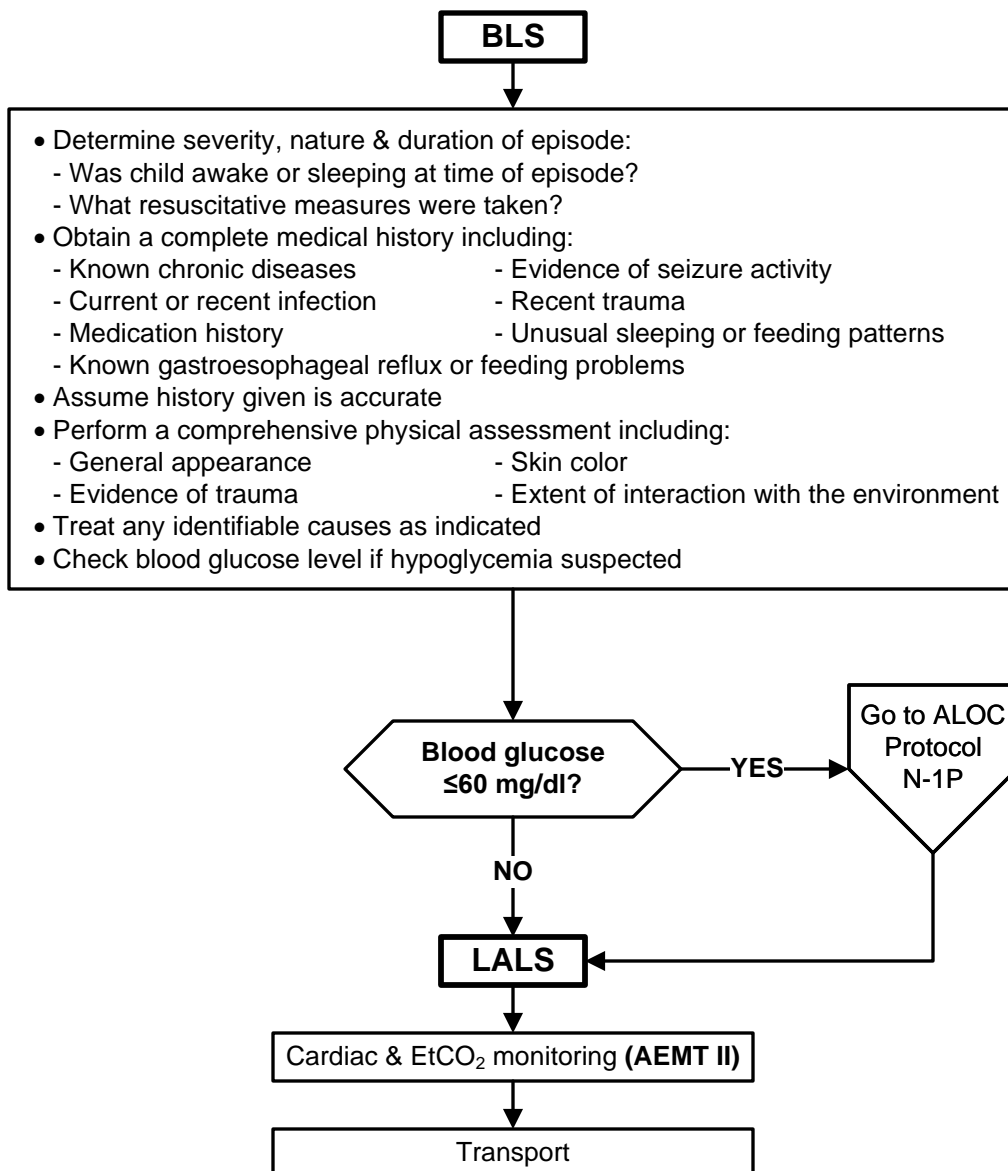 BLS
• Determine severity, nature & duration of episode:
- Was child awake or sleeping at time of episode?
- What resuscitative measures were taken?
• Obtain a complete medical history including:
- Known chronic diseases - Evidence of seizure activity
- Current or recent infection - Recent trauma
- Medication history - Unusual sleeping or feeding patterns
- Known gastroesophageal reflux or feeding problems
• Assume history given is accurate
• Perform a comprehensive physical assessment including:
- General appearance - Skin color
- Evidence of trauma - Extent of interaction with the environment
• Treat any identifiable causes as indicated
• Check blood glucose level if hypoglycemia suspected
Blood glucose
≤60 mg/dl?
YES
Go to ALOC
Protocol
N-1P
NO
LALS
Cardiac & EtCO₂ monitoring (AEMT II)
Transport